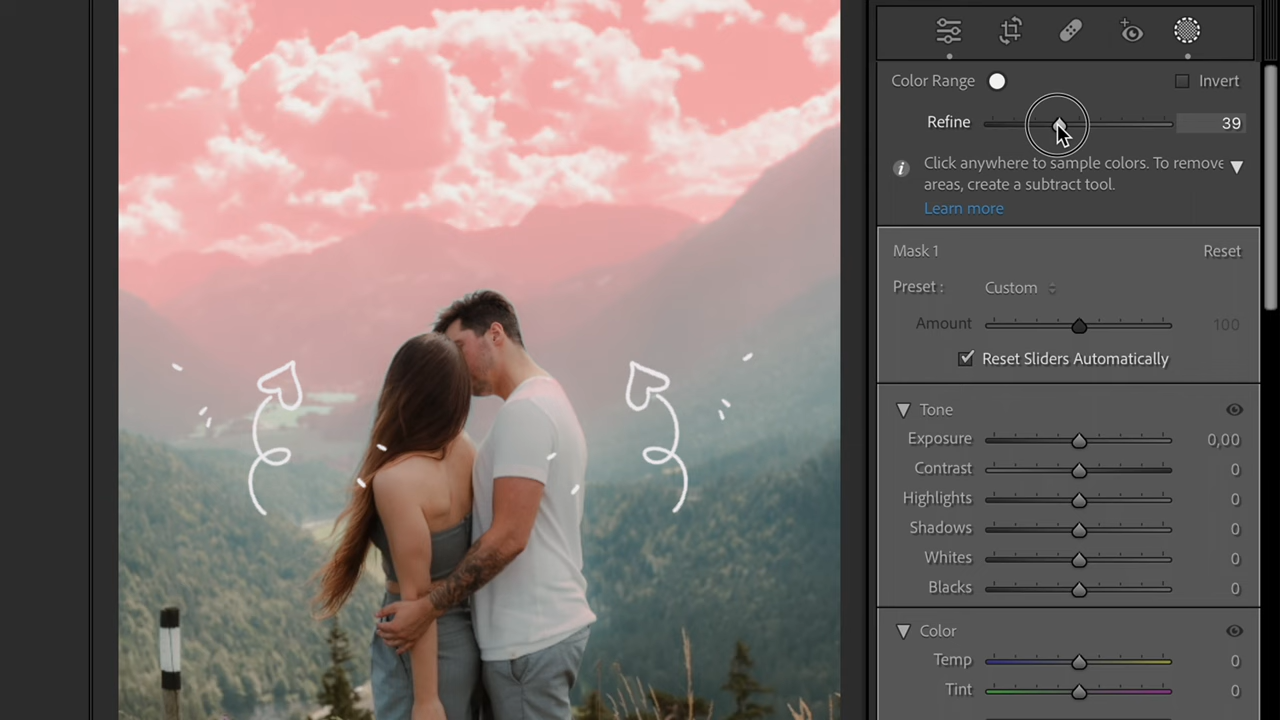 Color Range
Invert
Refine
39
Click anywhere to sample colors. To remove
areas, create a subtract tool.
Learn more
Mask 1
Reset
Preset :
Custom
Amount
100
Reset Sliders Automatically
Tone
Exposure
0,00
Contrast
0
Highlights
0
Shadows
0
Whites
0
Blacks
0
Color
Temp
0
Tint
0